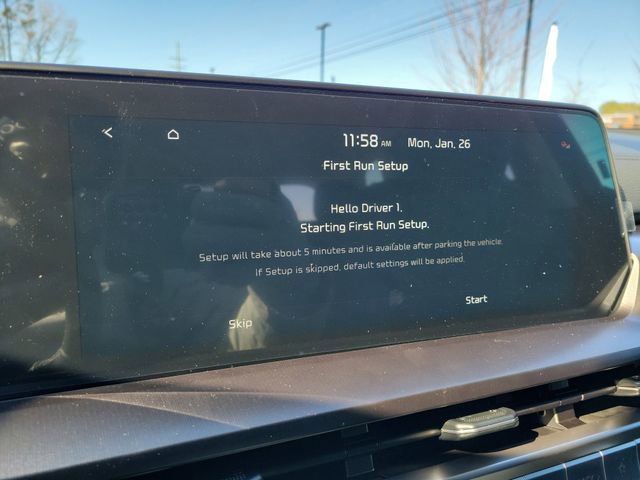 11:58 AM Mon, Jan. 26
First Run Setup
Hello Driver 1.
Starting First Run Setup.
Setup will take about 5 minutes and is available after parking the vehicle.
If Setup is skipped, default settings will be applied.
Skip
Start